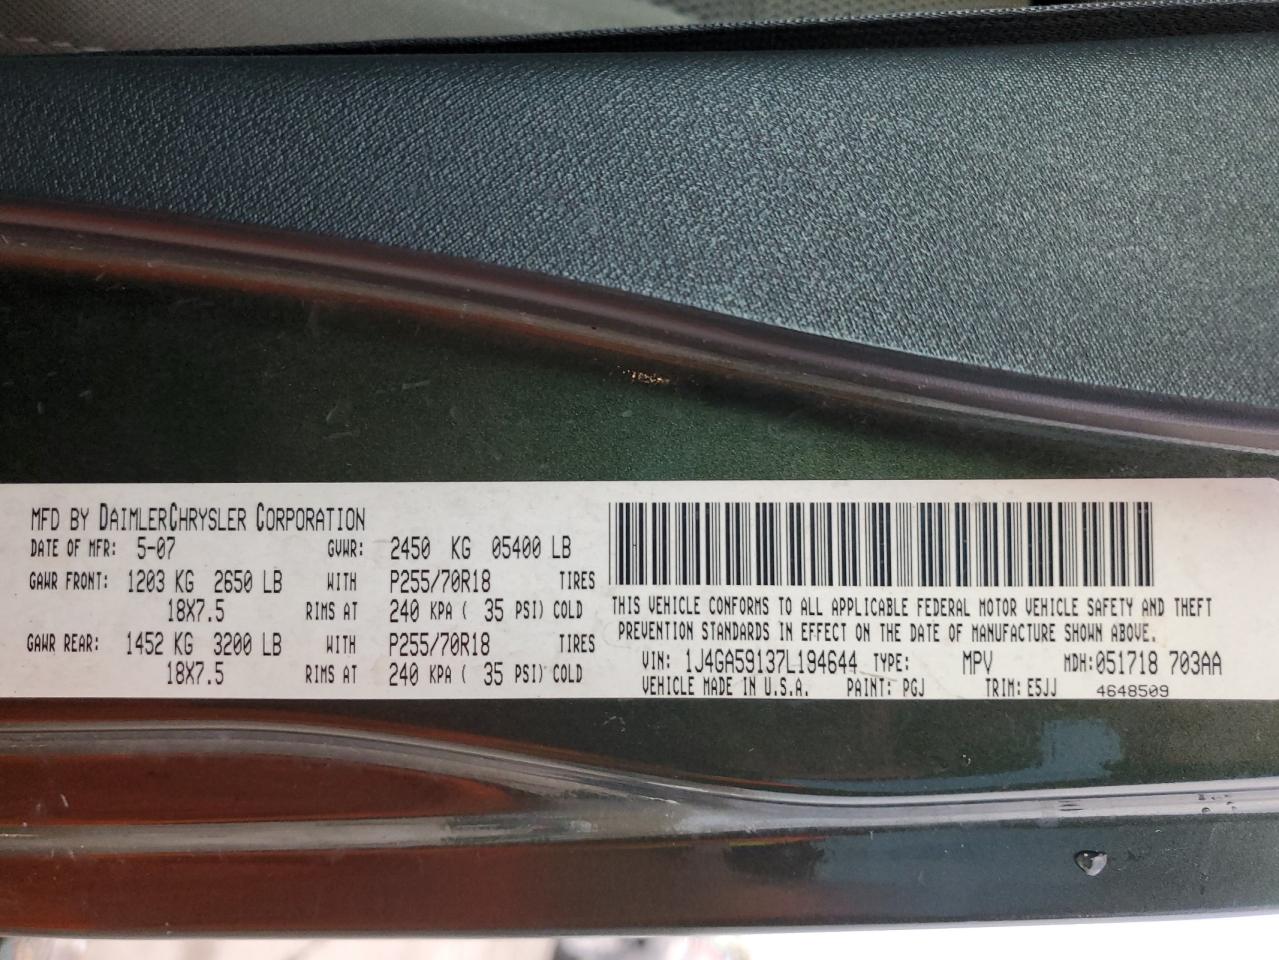 MFD BY DAIMLERCHRYSLER CORPORATION
DATE OF MFR: 5-07 GVWR: 2450 KG 05400 LB
GAWR FRONT: 1203 KG 2650 LB WITH P255/70R18 TIRES
18X7.5 RIMS AT 240 KPA ( 35 PSI) COLD
GAWR REAR: 1452 KG 3200 LB WITH P255/70R18 TIRES
18X7.5 RIMS AT 240 KPA ( 35 PSI) COLD
THIS VEHICLE CONFORMS TO ALL APPLICABLE FEDERAL MOTOR VEHICLE SAFETY AND THEFT
PREVENTION STANDARDS IN EFFECT ON THE DATE OF MANUFACTURE SHOWN ABOVE.
VIN: 1J4GA59137L194644 TYPE: MPV MDH:051718 703AA
VEHICLE MADE IN U.S.A. PAINT: PGJ TRIM: E5JJ 4648509